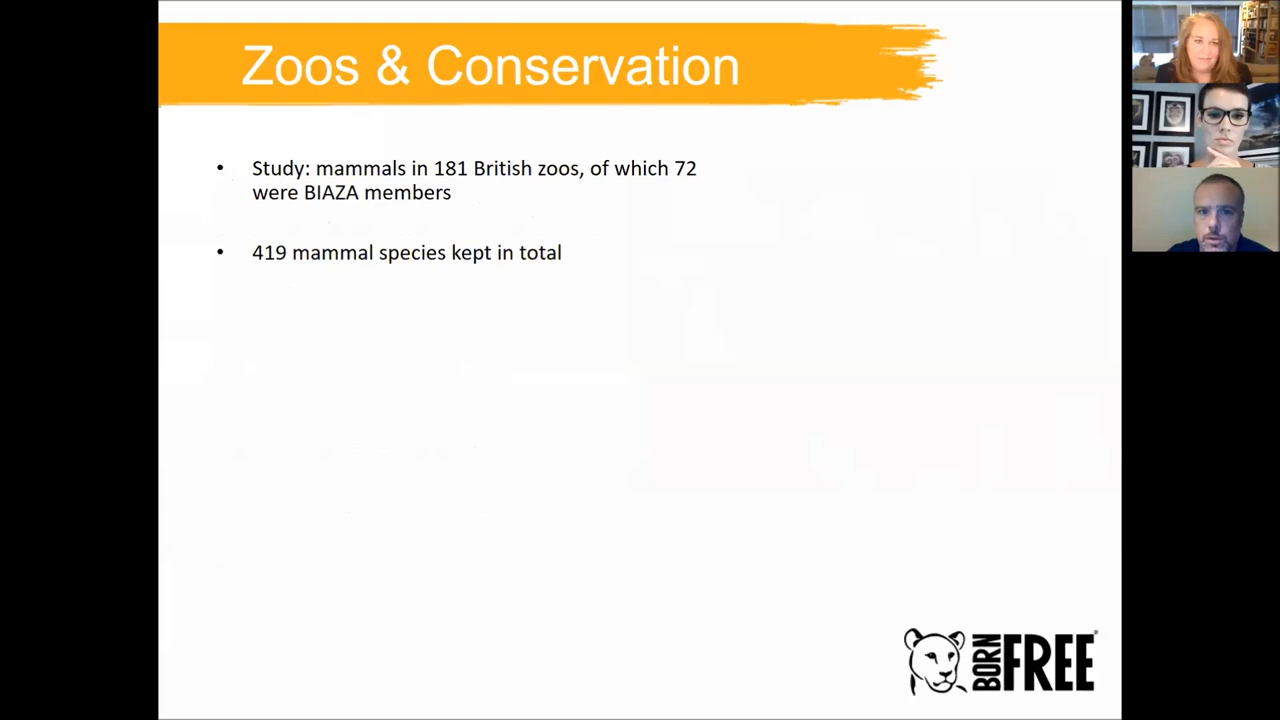 Zoos & Conservation
• Study: mammals in 181 British zoos, of which 72
were BIAZA members
• 419 mammal species kept in total
BORN FREE®